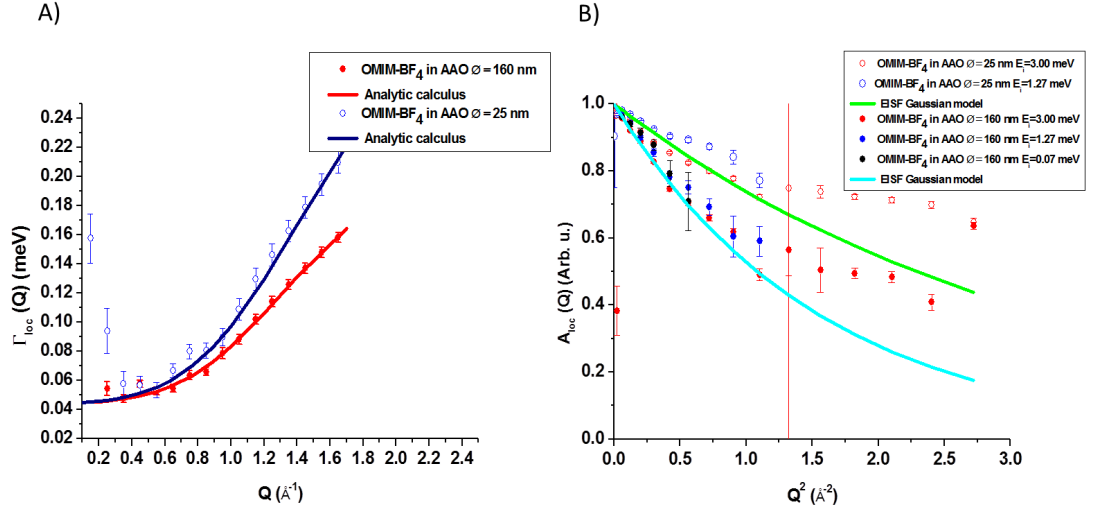 A)
OMIM-BF4 in AAO Ø = 160 nm
Analytic calculus
OMIM-BF4 in AAO Ø = 25 nm
Analytic calculus
0.24
0.22
0.20
0.18
0.16
0.14
0.12
0.10
0.08
0.06
0.04
0.02
Γloc (Q) (meV)
0.2 0.4 0.6 0.8 1.0 1.2 1.4 1.6 1.8 2.0 2.2 2.4
Q (Å-1)
B)
OMIM-BF4 in AAO Ø = 25 nm Ei=3.00 meV
OMIM-BF4 in AAO Ø = 25 nm Ei=1.27 meV
EISF Gaussian model
OMIM-BF4 in AAO Ø = 160 nm Ei=3.00 meV
OMIM-BF4 in AAO Ø = 160 nm Ei=1.27 meV
OMIM-BF4 in AAO Ø = 160 nm Ei=0.07 meV
EISF Gaussian model
1.0
0.8
0.6
0.4
0.2
0.0
Aloc (Q) (Arb. u.)
0.0 0.5 1.0 1.5 2.0 2.5 3.0
Q2 (Å-2)